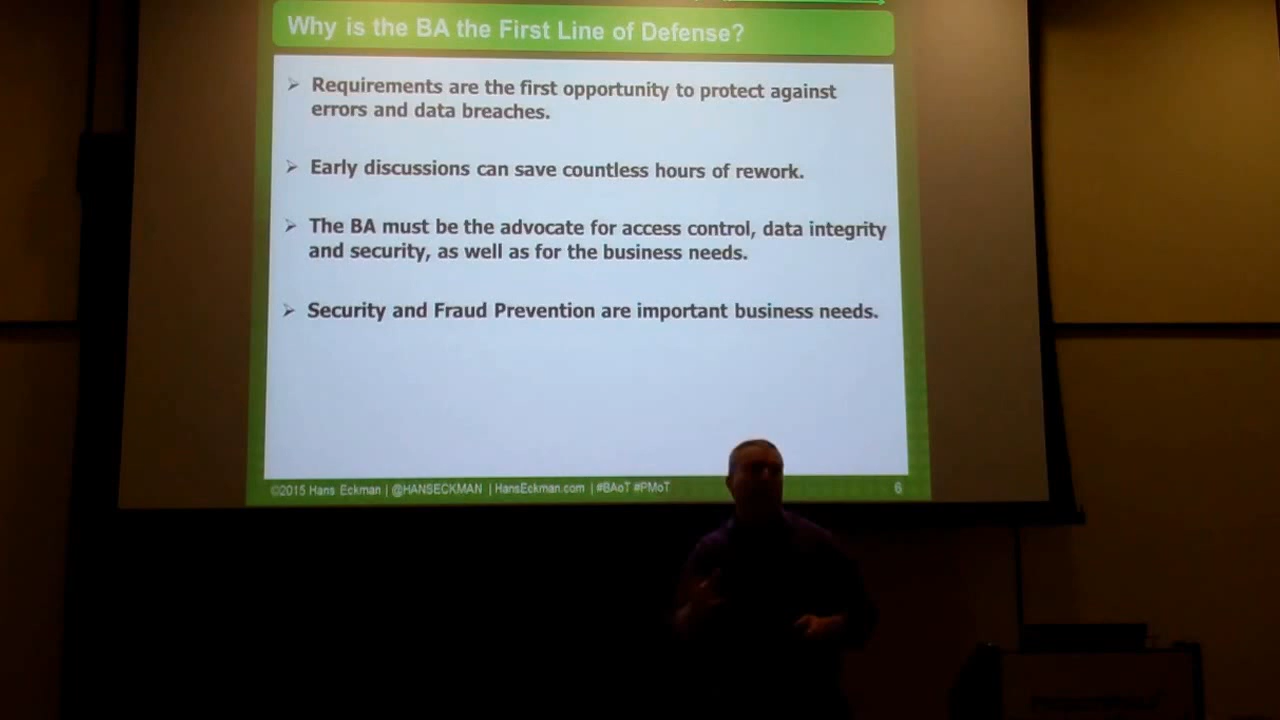 Why is the BA the First Line of Defense?
➢ Requirements are the first opportunity to protect against
errors and data breaches.
➢ Early discussions can save countless hours of rework.
➢ The BA must be the advocate for access control, data integrity
and security, as well as for the business needs.
➢ Security and Fraud Prevention are important business needs.
©2015 Hans Eckman | @HANSECKMAN | HansEckman.com | #BAoT #PMoT
6